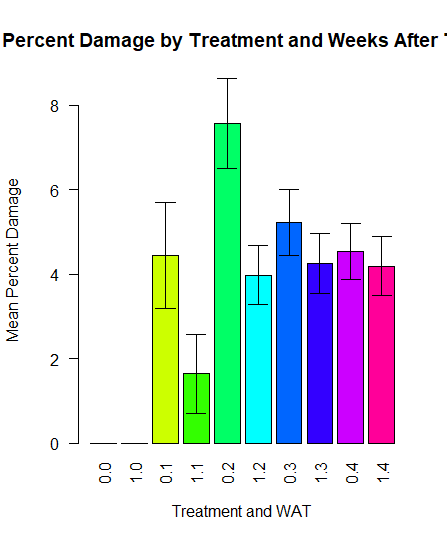 Percent Damage by Treatment and Weeks After
8
6
4
2
0
Mean Percent Damage
0.0 1.0 0.1 1.1 0.2 1.2 0.3 1.3 0.4 1.4
Treatment and WAT